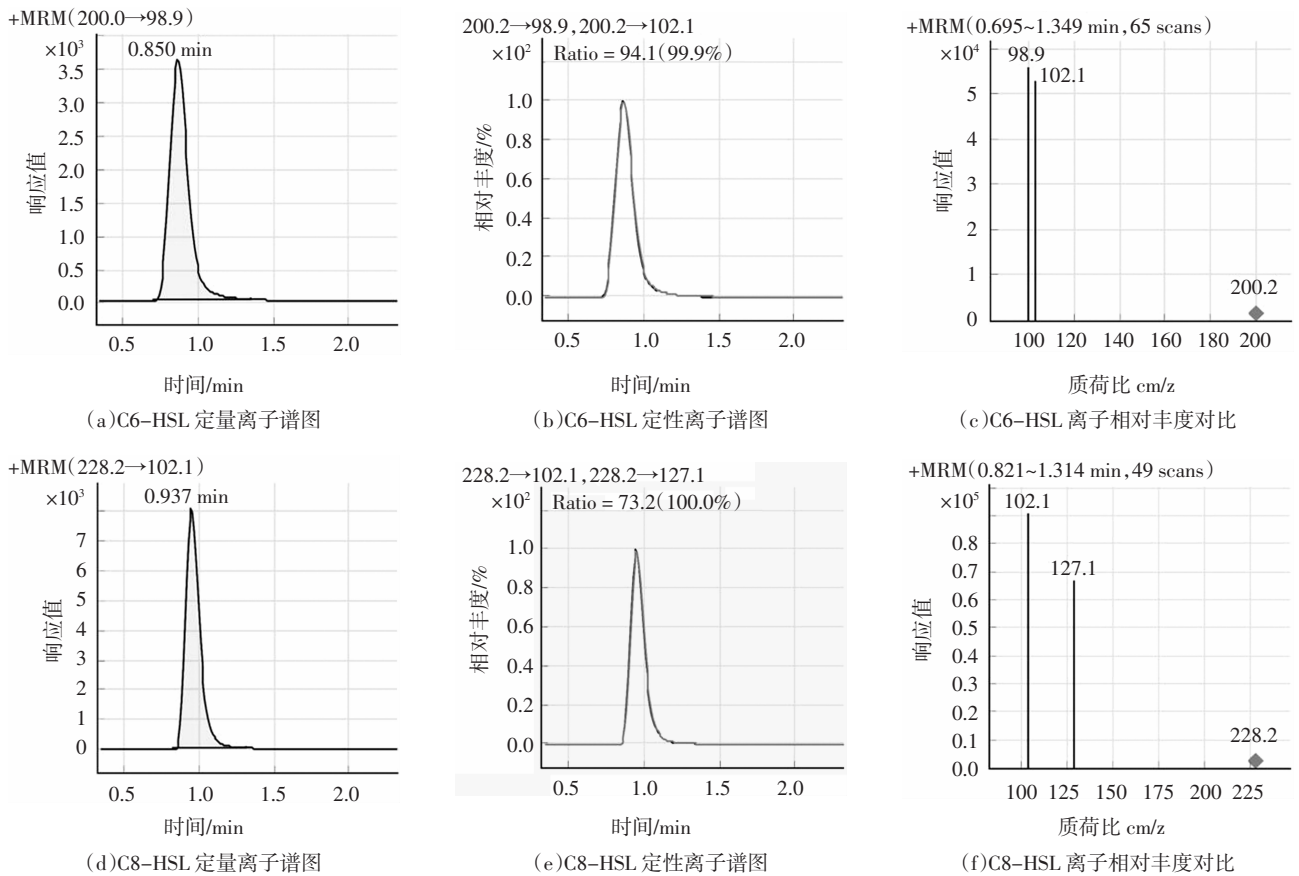 +MRM(200.0→98.9)
×10³
0.850 min
3.5
3.0
2.5
2.0
1.5
1.0
0.5
0.0
响应值
0.5 1.0 1.5 2.0
时间/min
(a)C6-HSL 定量离子谱图
200.2→98.9,200.2→102.1
×10²
Ratio = 94.1(99.9%)
1.0
0.8
0.6
0.4
0.2
0.0
相对丰度/%
0.5 1.0 1.5 2.0
时间/min
(b)C6-HSL 定性离子谱图
+MRM(0.695~1.349 min,65 scans)
×10⁴
98.9
102.1
5
4
3
2
1
0
响应值
200.2
100 120 140 160 180 200
质荷比 cm/z
(c)C6-HSL 离子相对丰度对比
+MRM(228.2→102.1)
×10³
0.937 min
7
6
5
4
3
2
1
0
响应值
0.5 1.0 1.5 2.0
时间/min
(d)C8-HSL 定量离子谱图
228.2→102.1,228.2→127.1
×10²
Ratio = 73.2(100.0%)
1.0
0.8
0.6
0.4
0.2
0.0
相对丰度/%
0.5 1.0 1.5 2.0
时间/min
(e)C8-HSL 定性离子谱图
+MRM(0.821~1.314 min,49 scans)
×10⁵
102.1
127.1
0.8
0.7
0.6
0.5
0.4
0.3
0.2
0.1
0.0
响应值
228.2
100 125 150 175 200 225
质荷比 cm/z
(f)C8-HSL 离子相对丰度对比